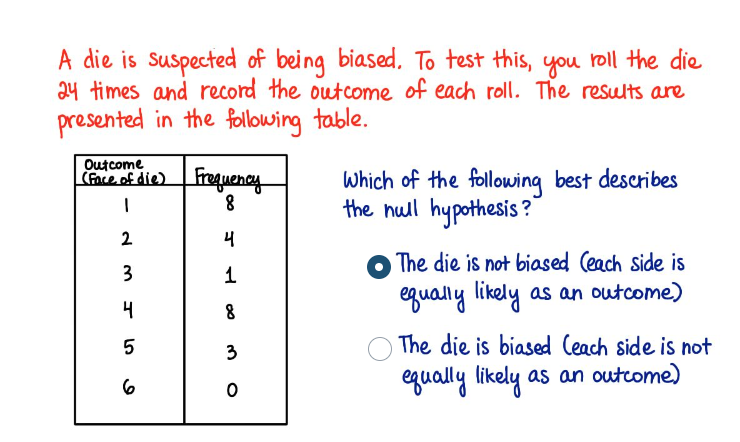 A die is suspected of being biased. To test this, you roll the die
24 times and record the outcome of each roll. The results are
presented in the following table.
Outcome
(Face of die) Frequency
1 8
2 4
3 1
4 8
5 3
6 0
Which of the following best describes
the null hypothesis?
The die is not biased (each side is
equally likely as an outcome)
The die is biased (each side is not
equally likely as an outcome)